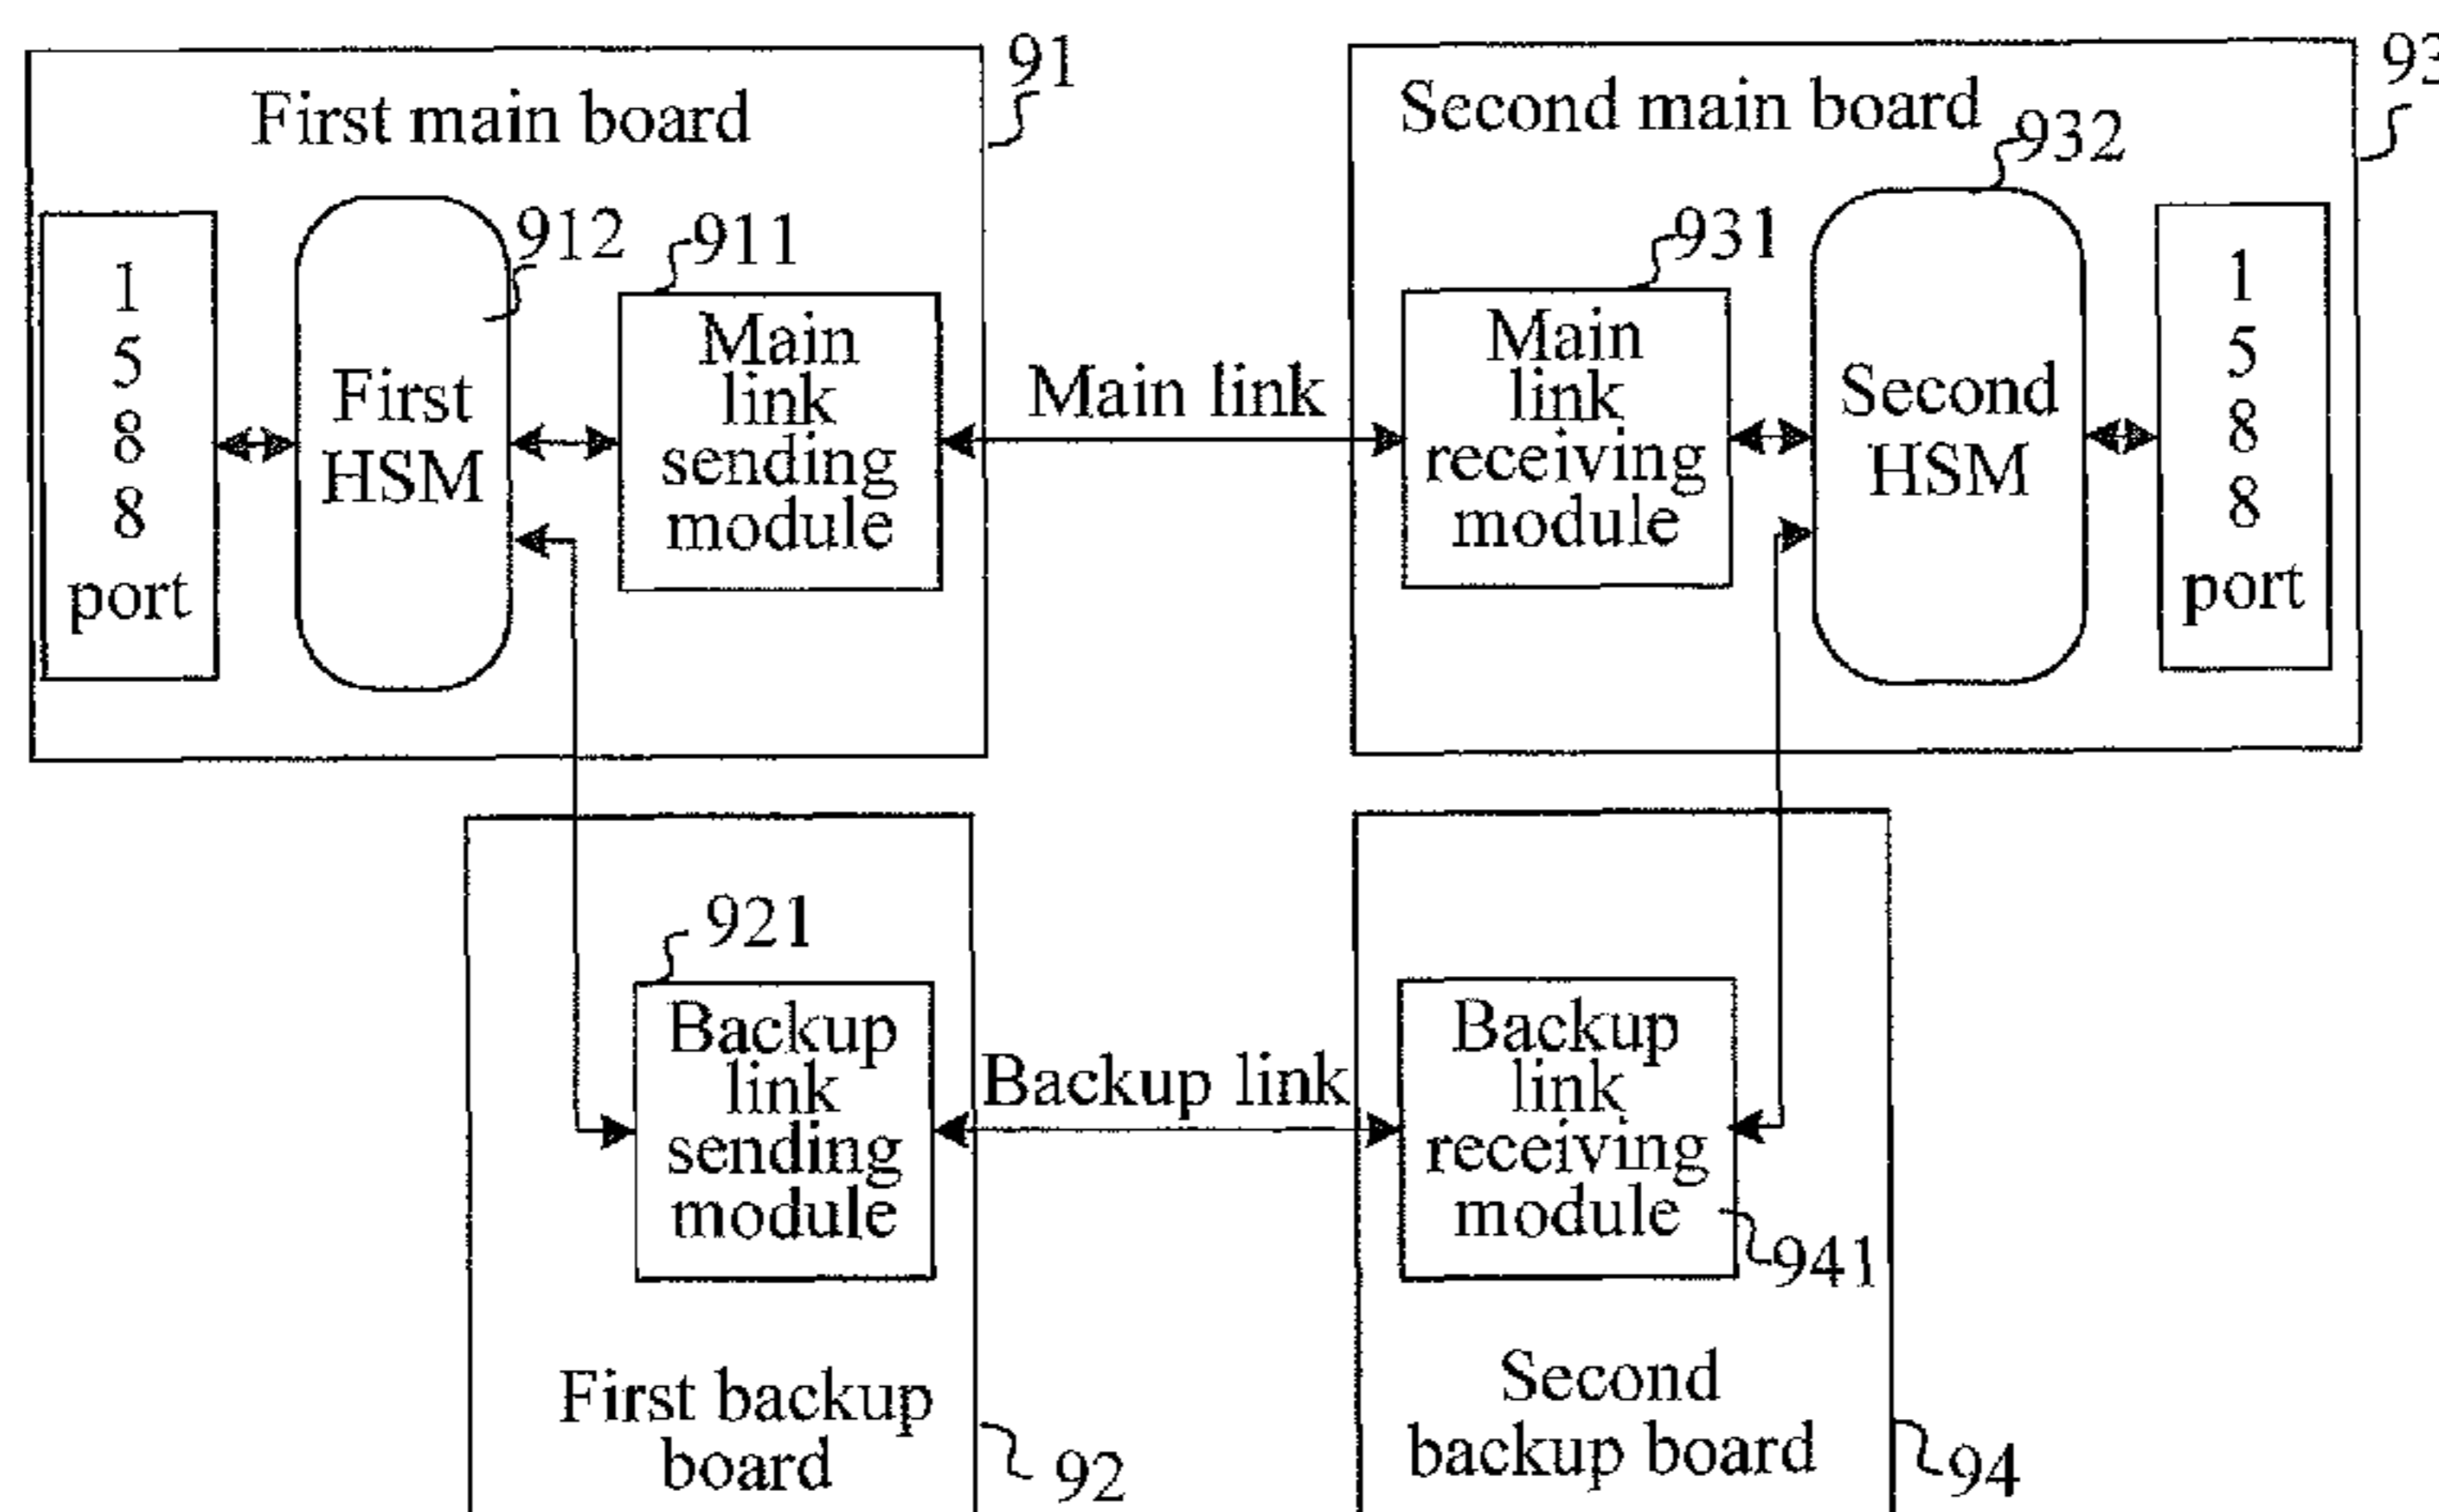 91
93
First main board
Second main board
932
912
911
931
1
5
8
8
port
First
HSM
Main
link
sending
module
Main link
Main
link
receiving
module
Second
HSM
1
5
8
8
port
921
Backup
link
sending
module
Backup link
Backup
link
receiving
module
941
First backup
board
92
Second
backup board
94